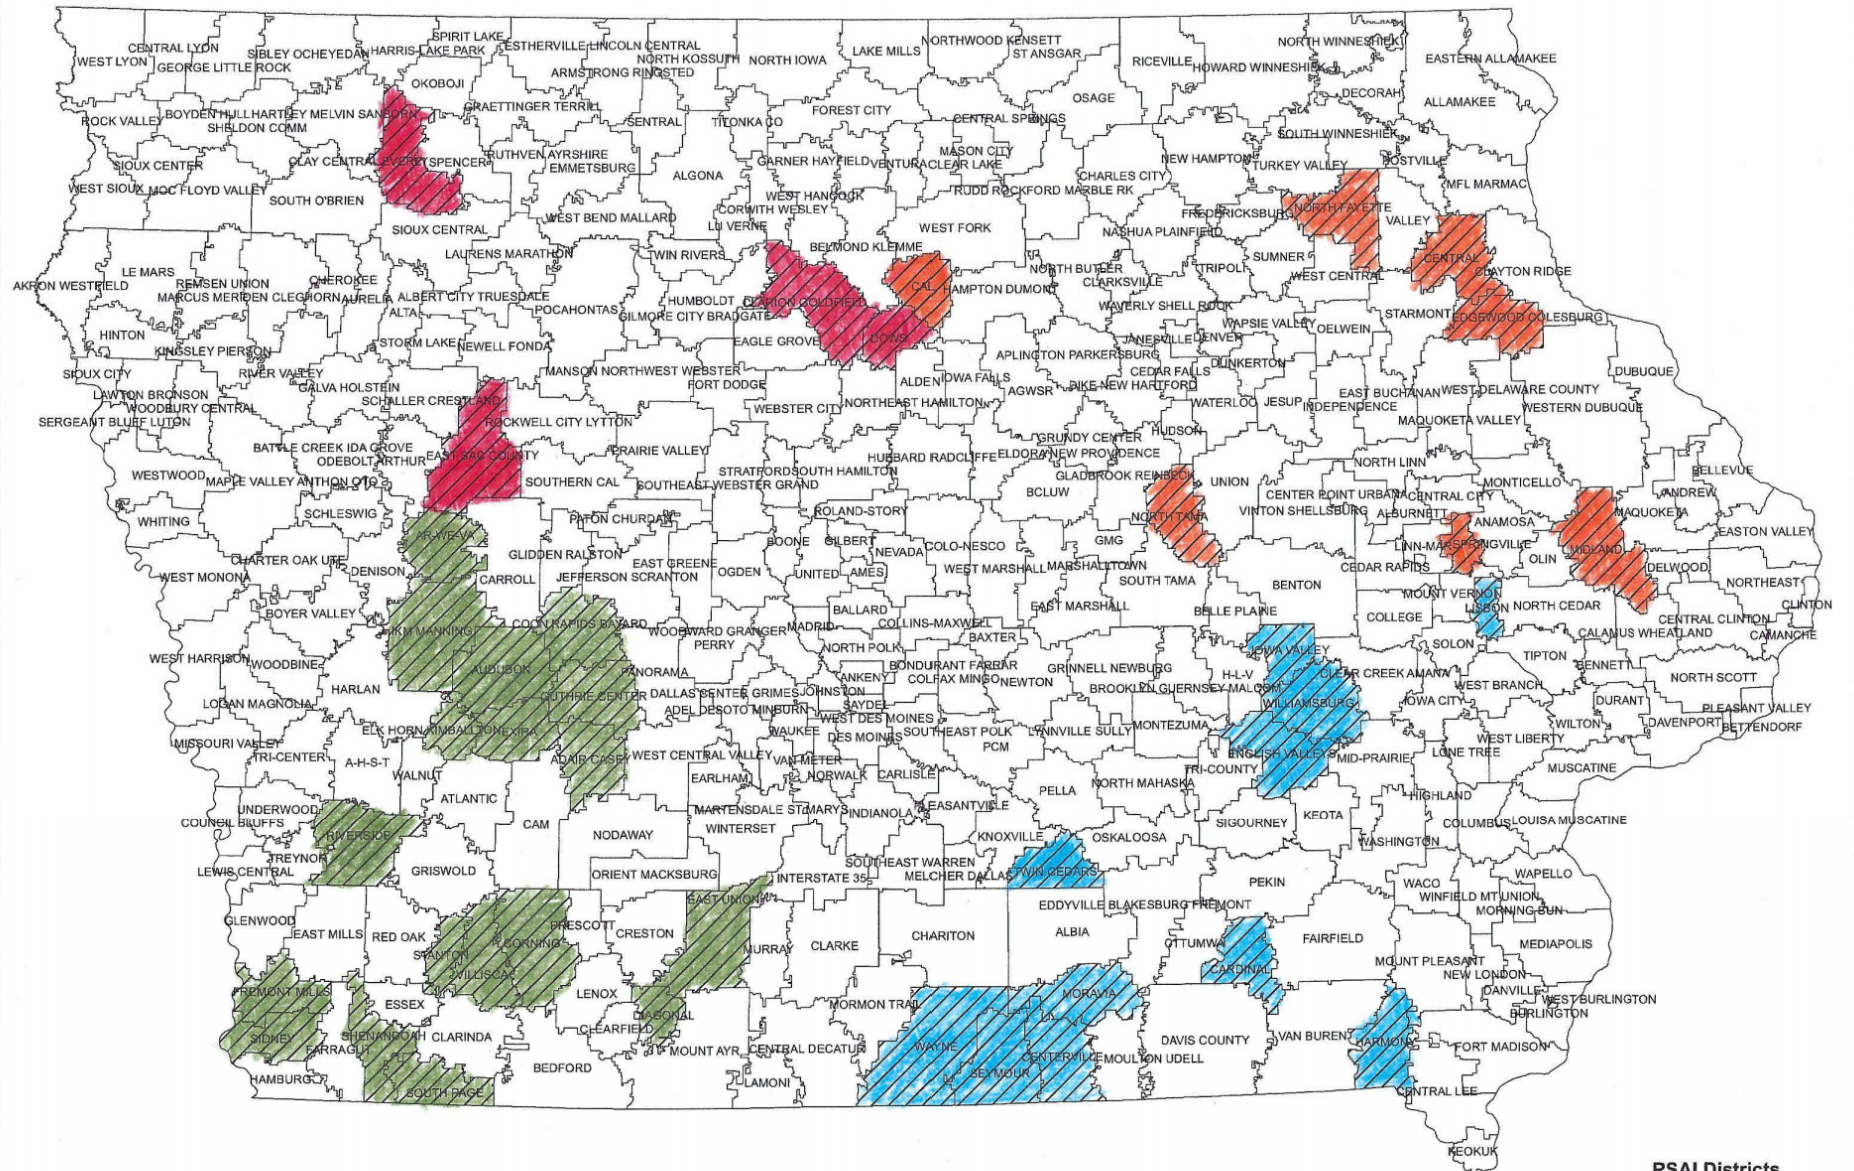 SPIRIT LAKE
CENTRAL LYON
SIBLEY OCHEYEDAN
HARRIS-LAKE PARK
ESTHERVILLE LINCOLN CENTRAL
NORTHWOOD KENSETT
NORTH WINNESHIEK
WEST LYON
GEORGE LITTLE ROCK
NORTH KOSSUTH
NORTH IOWA
LAKE MILLS
ST ANSGAR
RICEVILLE
HOWARD WINNESHIEK
EASTERN ALLAMAKEE
ARMSTRONG RINGSTED
OKOBOJI
DECORAH
ROCK VALLEY
BOYDEN HULL
HARTLEY MELVIN SANBORN
GRAETTINGER TERRILL
FOREST CITY
OSAGE
ALLAMAKEE
SHELDON COMM
SENTRAL
TITONKA CO
CENTRAL SPRINGS
SOUTH WINNESHIEK
SIOUX CENTER
CLAY CENTRAL EVERLY
SPENCER
RUTHVEN AYRSHIRE
EMMETSBURG
GARNER HAYFIELD
VENTURA
CLEAR LAKE
MASON CITY
NEW HAMPTON
TURKEY VALLEY
POSTVILLE
WEST SIOUX
MOC FLOYD VALLEY
SOUTH O'BRIEN
ALGONA
WEST HANCOCK
RUDD ROCKFORD MARBLE RK
CHARLES CITY
MFL MARMAC
SIOUX CENTRAL
WEST BEND MALLARD
CORWITH WESLEY
LU VERNE
WEST FORK
FREDERICKSBURG
NORTH FAYETTE
VALLEY
NASHUA PLAINFIELD
LAURENS MARATHON
TWIN RIVERS
BELMOND KLEMME
SUMNER
CENTRAL
AKRON WESTFIELD
LE MARS
REMSEN UNION
CHEROKEE
NORTH BUTLER
CLARKSVILLE
TRIPOLI
WEST CENTRAL
CLAYTON RIDGE
MARCUS MERIDEN CLEGHORN
AURELIA
ALTA
ALBERT CITY TRUESDALE
POCAHONTAS
HUMBOLDT
GILMORE CITY BRADGATE
CLARION GOLDFIELD
CAL
HAMPTON DUMONT
WAVERLY SHELL ROCK
WAPSIE VALLEY
OELWEIN
STARMONT
EDGEWOOD COLESBURG
HINTON
KINGSLEY PIERSON
STORM LAKE
NEWELL FONDA
EAGLE GROVE
DOWS
APLINGTON PARKERSBURG
JANESVILLE
DENVER
SIOUX CITY
RIVER VALLEY
MANSON NORTHWEST WEBSTER
FORT DODGE
ALDEN
IOWA FALLS
AGWSR
CEDAR FALLS
DIKE NEW HARTFORD
DUNKERTON
DUBUQUE
LAWTON BRONSON
WOODBURY CENTRAL
GALVA HOLSTEIN
SCHALLER CRESTLAND
WEBSTER CITY
NORTHEAST HAMILTON
WATERLOO
JESUP
INDEPENDENCE
EAST BUCHANAN
WEST DELAWARE COUNTY
WESTERN DUBUQUE
SERGEANT BLUFF LUTON
ROCKWELL CITY LYTTON
MAQUOKETA VALLEY
BATTLE CREEK IDA GROVE
ODEBOLT ARTHUR
EAST SAC COUNTY
PRAIRIE VALLEY
HUBBARD RADCLIFFE
GRUNDY CENTER
ELDORA NEW PROVIDENCE
HUDSON
NORTH LINN
BELLEVUE
WESTWOOD
MAPLE VALLEY ANTHON OTO
SOUTHERN CAL
SOUTHEAST WEBSTER GRAND
STRATFORD
SOUTH HAMILTON
GLADBROOK REINBECK
BCLUW
UNION
CENTER POINT URBANA
CENTRAL CITY
MONTICELLO
ANDREW
WHITING
SCHLESWIG
PATON CHURDAN
ROLAND-STORY
NORTH TAMA
VINTON SHELLSBURG
ALBURNETT
ANAMOSA
MAQUOKETA
EASTON VALLEY
CHARTER OAK UTE
AR-WE-VA
GLIDDEN RALSTON
BOONE
GILBERT
NEVADA
COLO-NESCO
GMG
LINN-MAR
SPRINGVILLE
OLIN
MIDLAND
WEST MONONA
DENISON
CARROLL
JEFFERSON SCRANTON
EAST GREENE
OGDEN
UNITED
AMES
WEST MARSHALL
MARSHALLTOWN
SOUTH TAMA
BENTON
CEDAR RAPIDS
DELWOOD
NORTHEAST
BOYER VALLEY
BALLARD
EAST MARSHALL
BELLE PLAINE
COLLEGE
MOUNT VERNON
LISBON
NORTH CEDAR
CLINTON
IKM MANNING
COON RAPIDS BAYARD
WOODWARD GRANGER
PERRY
MADRID
COLLINS-MAXWELL
BAXTER
CENTRAL CLINTON
CALAMUS WHEATLAND
CAMANCHE
WEST HARRISON
WOODBINE
AUDUBON
PANORAMA
NORTH POLK
IOWA VALLEY
SOLON
TIPTON
BENNETT
HARLAN
GUTHRIE CENTER
DALLAS CENTER GRIMES
JOHNSTON
ANKENY
BONDURANT FARRAR
COLFAX MINGO
NEWTON
GRINNELL NEWBURG
BROOKLYN GUERNSEY MALCOM
H-L-V
CLEAR CREEK AMANA
WEST BRANCH
NORTH SCOTT
LOGAN MAGNOLIA
ADEL DESOTO MINBURN
SAYDEL
WILLIAMSBURG
IOWA CITY
DURANT
PLEASANT VALLEY
BETTENDORF
DAVENPORT
ELK HORN KIMBALLTON
EXIRA
WAUKEE
WEST DES MOINES
DES MOINES
SOUTHEAST POLK
PCM
LYNNVILLE SULLY
MONTEZUMA
WILTON
WEST LIBERTY
MISSOURI VALLEY
TRI-CENTER
A-H-S-T
WALNUT
ADAIR CASEY
WEST CENTRAL VALLEY
VAN METER
ENGLISH VALLEYS
MID-PRAIRIE
LONE TREE
TRI-COUNTY
MUSCATINE
EARLHAM
NORWALK
CARLISLE
PELLA
NORTH MAHASKA
UNDERWOOD
ATLANTIC
MARTENSDALE ST MARYS
INDIANOLA
PLEASANTVILLE
HIGHLAND
COUNCIL BLUFFS
RIVERSIDE
CAM
NODAWAY
WINTERSET
KNOXVILLE
OSKALOOSA
SIGOURNEY
KEOTA
WASHINGTON
COLUMBUS
LOUISA MUSCATINE
TREYNOR
LEWIS CENTRAL
GRISWOLD
ORIENT MACKSBURG
INTERSTATE 35
SOUTHEAST WARREN
MELCHER DALLAS
TWIN CEDARS
PEKIN
WACO
WAPELLO
EAST UNION
EDDYVILLE BLAKESBURG FREMONT
WINFIELD MT UNION
MORNING SUN
GLENWOOD
EAST MILLS
RED OAK
PRESCOTT
CRESTON
CORNING
MURRAY
CLARKE
CHARITON
ALBIA
OTTUMWA
FAIRFIELD
MEDIAPOLIS
STANTON
VILLISCA
CARDINAL
MOUNT PLEASANT
NEW LONDON
DANVILLE
FREMONT MILLS
ESSEX
LENOX
DIAGONAL
MORMON TRAIL
MORAVIA
WEST BURLINGTON
BURLINGTON
SIDNEY
SHENANDOAH
CLARINDA
CLEARFIELD
FARRAGUT
MOUNT AYR
CENTRAL DECATUR
WAYNE
CENTERVILLE
MOULTON UDELL
DAVIS COUNTY
VAN BUREN
HARMONY
FORT MADISON
HAMBURG
BEDFORD
LAMONI
SEYMOUR
SOUTH PAGE
CENTRAL LEE
KEOKUK
RSAI Districts